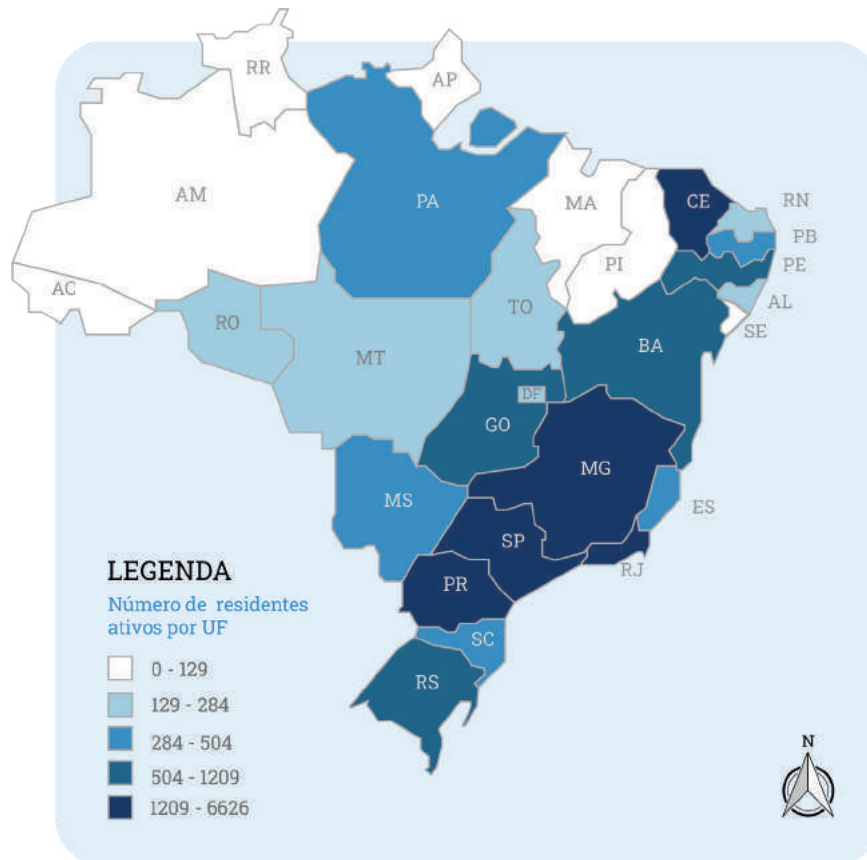 RR
AP
AM
PA
MA
CE
RN
PB
PI
PE
AC
AL
RO
TO
SE
MT
BA
DF
GO
MG
MS
ES
SP
RJ
PR
SC
RS
LEGENDA
Número de residentes
ativos por UF
0 - 129
129 - 284
284 - 504
504 - 1209
1209 - 6626
N